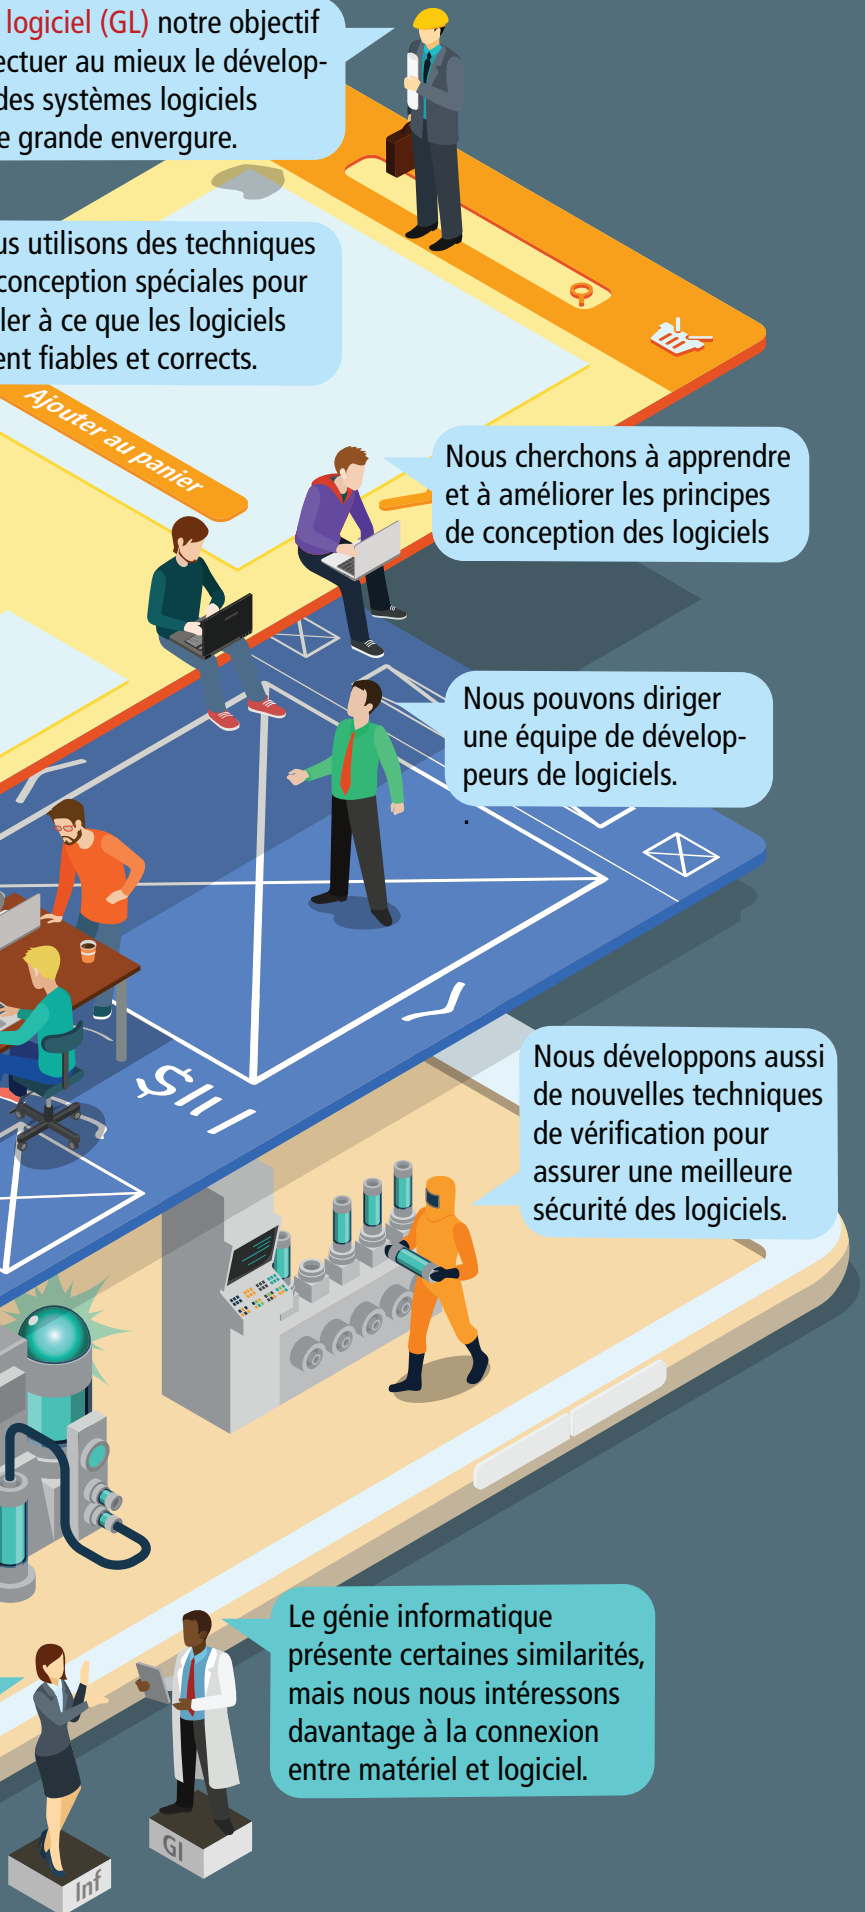 logiciel (GL) notre objectif
ectuer au mieux le dévelop-
des systèmes logiciels
e grande envergure.
us utilisons des techniques
conception spéciales pour
ler à ce que les logiciels
ent fiables et corrects.
Ajouter au panier
Nous cherchons à apprendre
et à améliorer les principes
de conception des logiciels
Nous pouvons diriger
une équipe de dévelop-
peurs de logiciels.
.
$
Nous développons aussi
de nouvelles techniques
de vérification pour
assurer une meilleure
sécurité des logiciels.
Le génie informatique
présente certaines similarités,
mais nous nous intéressons
davantage à la connexion
entre matériel et logiciel.
GI
Inf